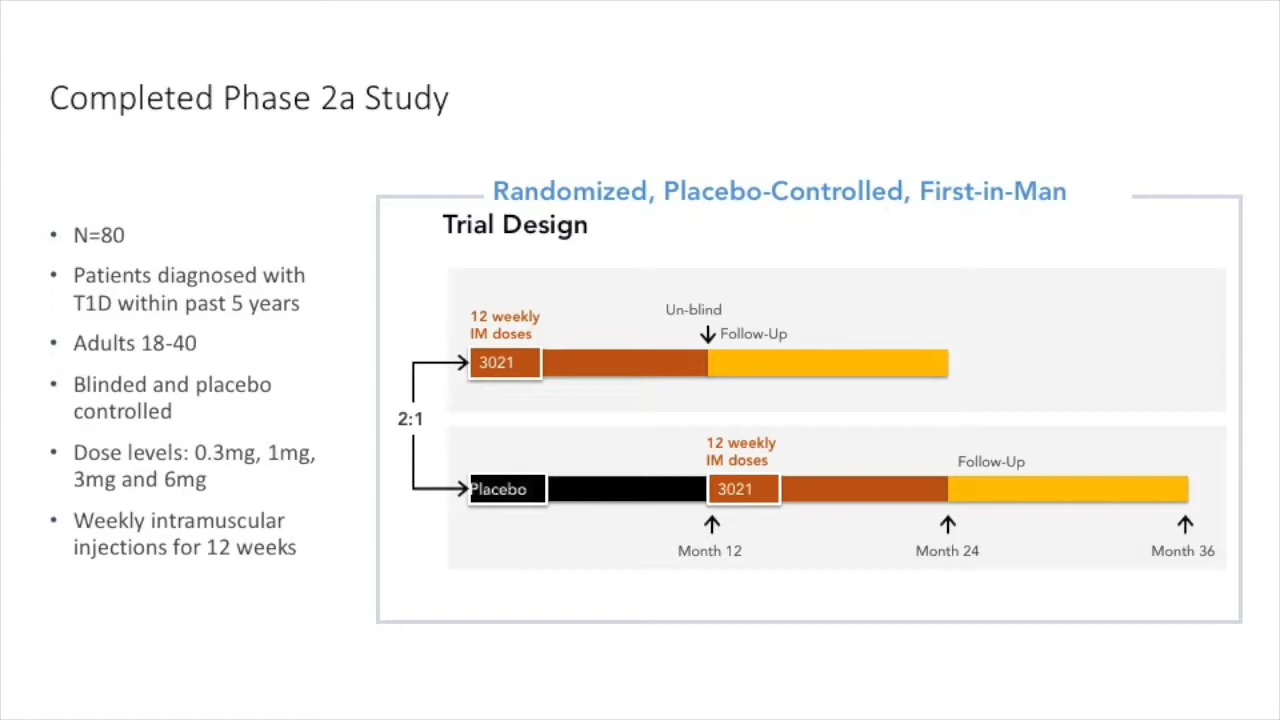 Completed Phase 2a Study
• N=80
• Patients diagnosed with
T1D within past 5 years
• Adults 18-40
• Blinded and placebo
controlled
• Dose levels: 0.3mg, 1mg,
3mg and 6mg
• Weekly intramuscular
injections for 12 weeks
Randomized, Placebo-Controlled, First-in-Man
Trial Design
Un-blind
12 weekly
IM doses
Follow-Up
3021
2:1
12 weekly
IM doses
Follow-Up
Placebo
3021
Month 12
Month 24
Month 36